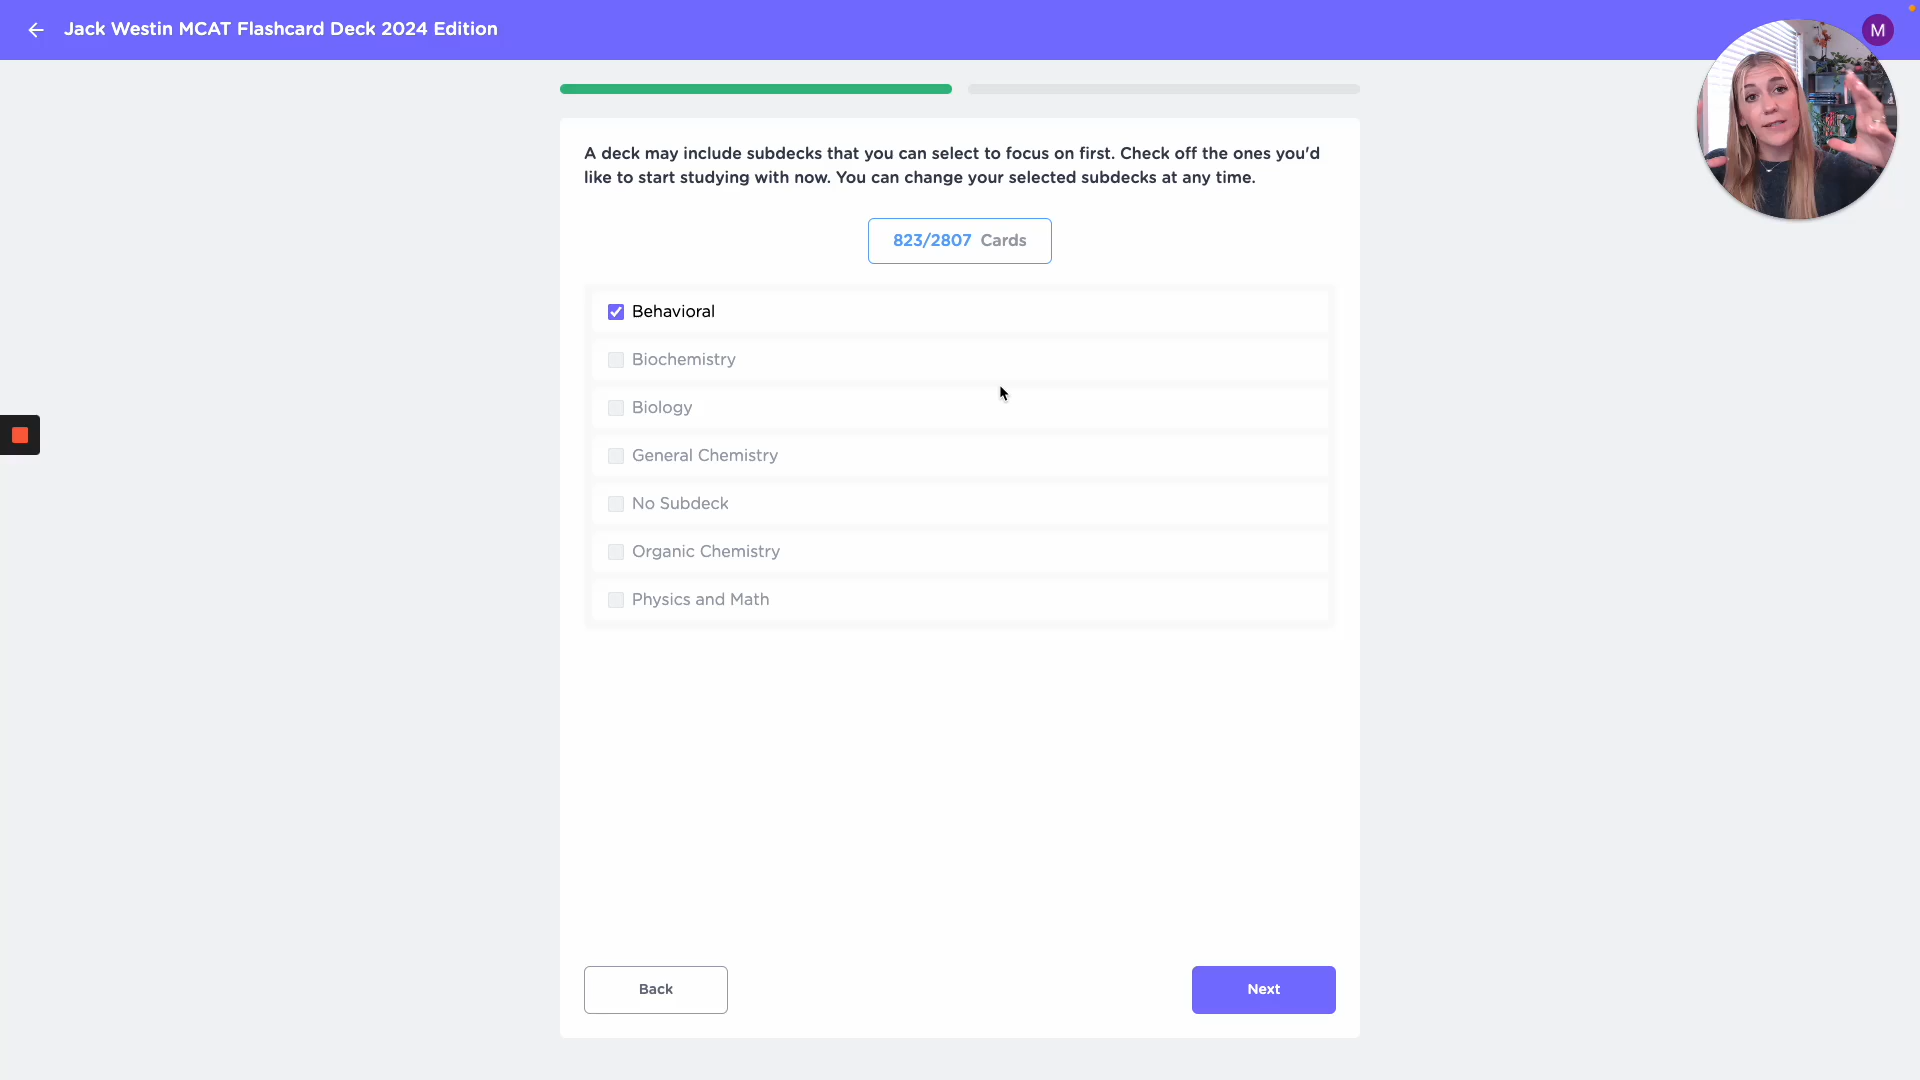 Jack Westin MCAT Flashcard Deck 2024 Edition
M
A deck may include subdecks that you can select to focus on first. Check off the ones you'd
like to start studying with now. You can change your selected subdecks at any time.
823/2807 Cards
Behavioral
Biochemistry
Biology
General Chemistry
No Subdeck
Organic Chemistry
Physics and Math
Back
Next